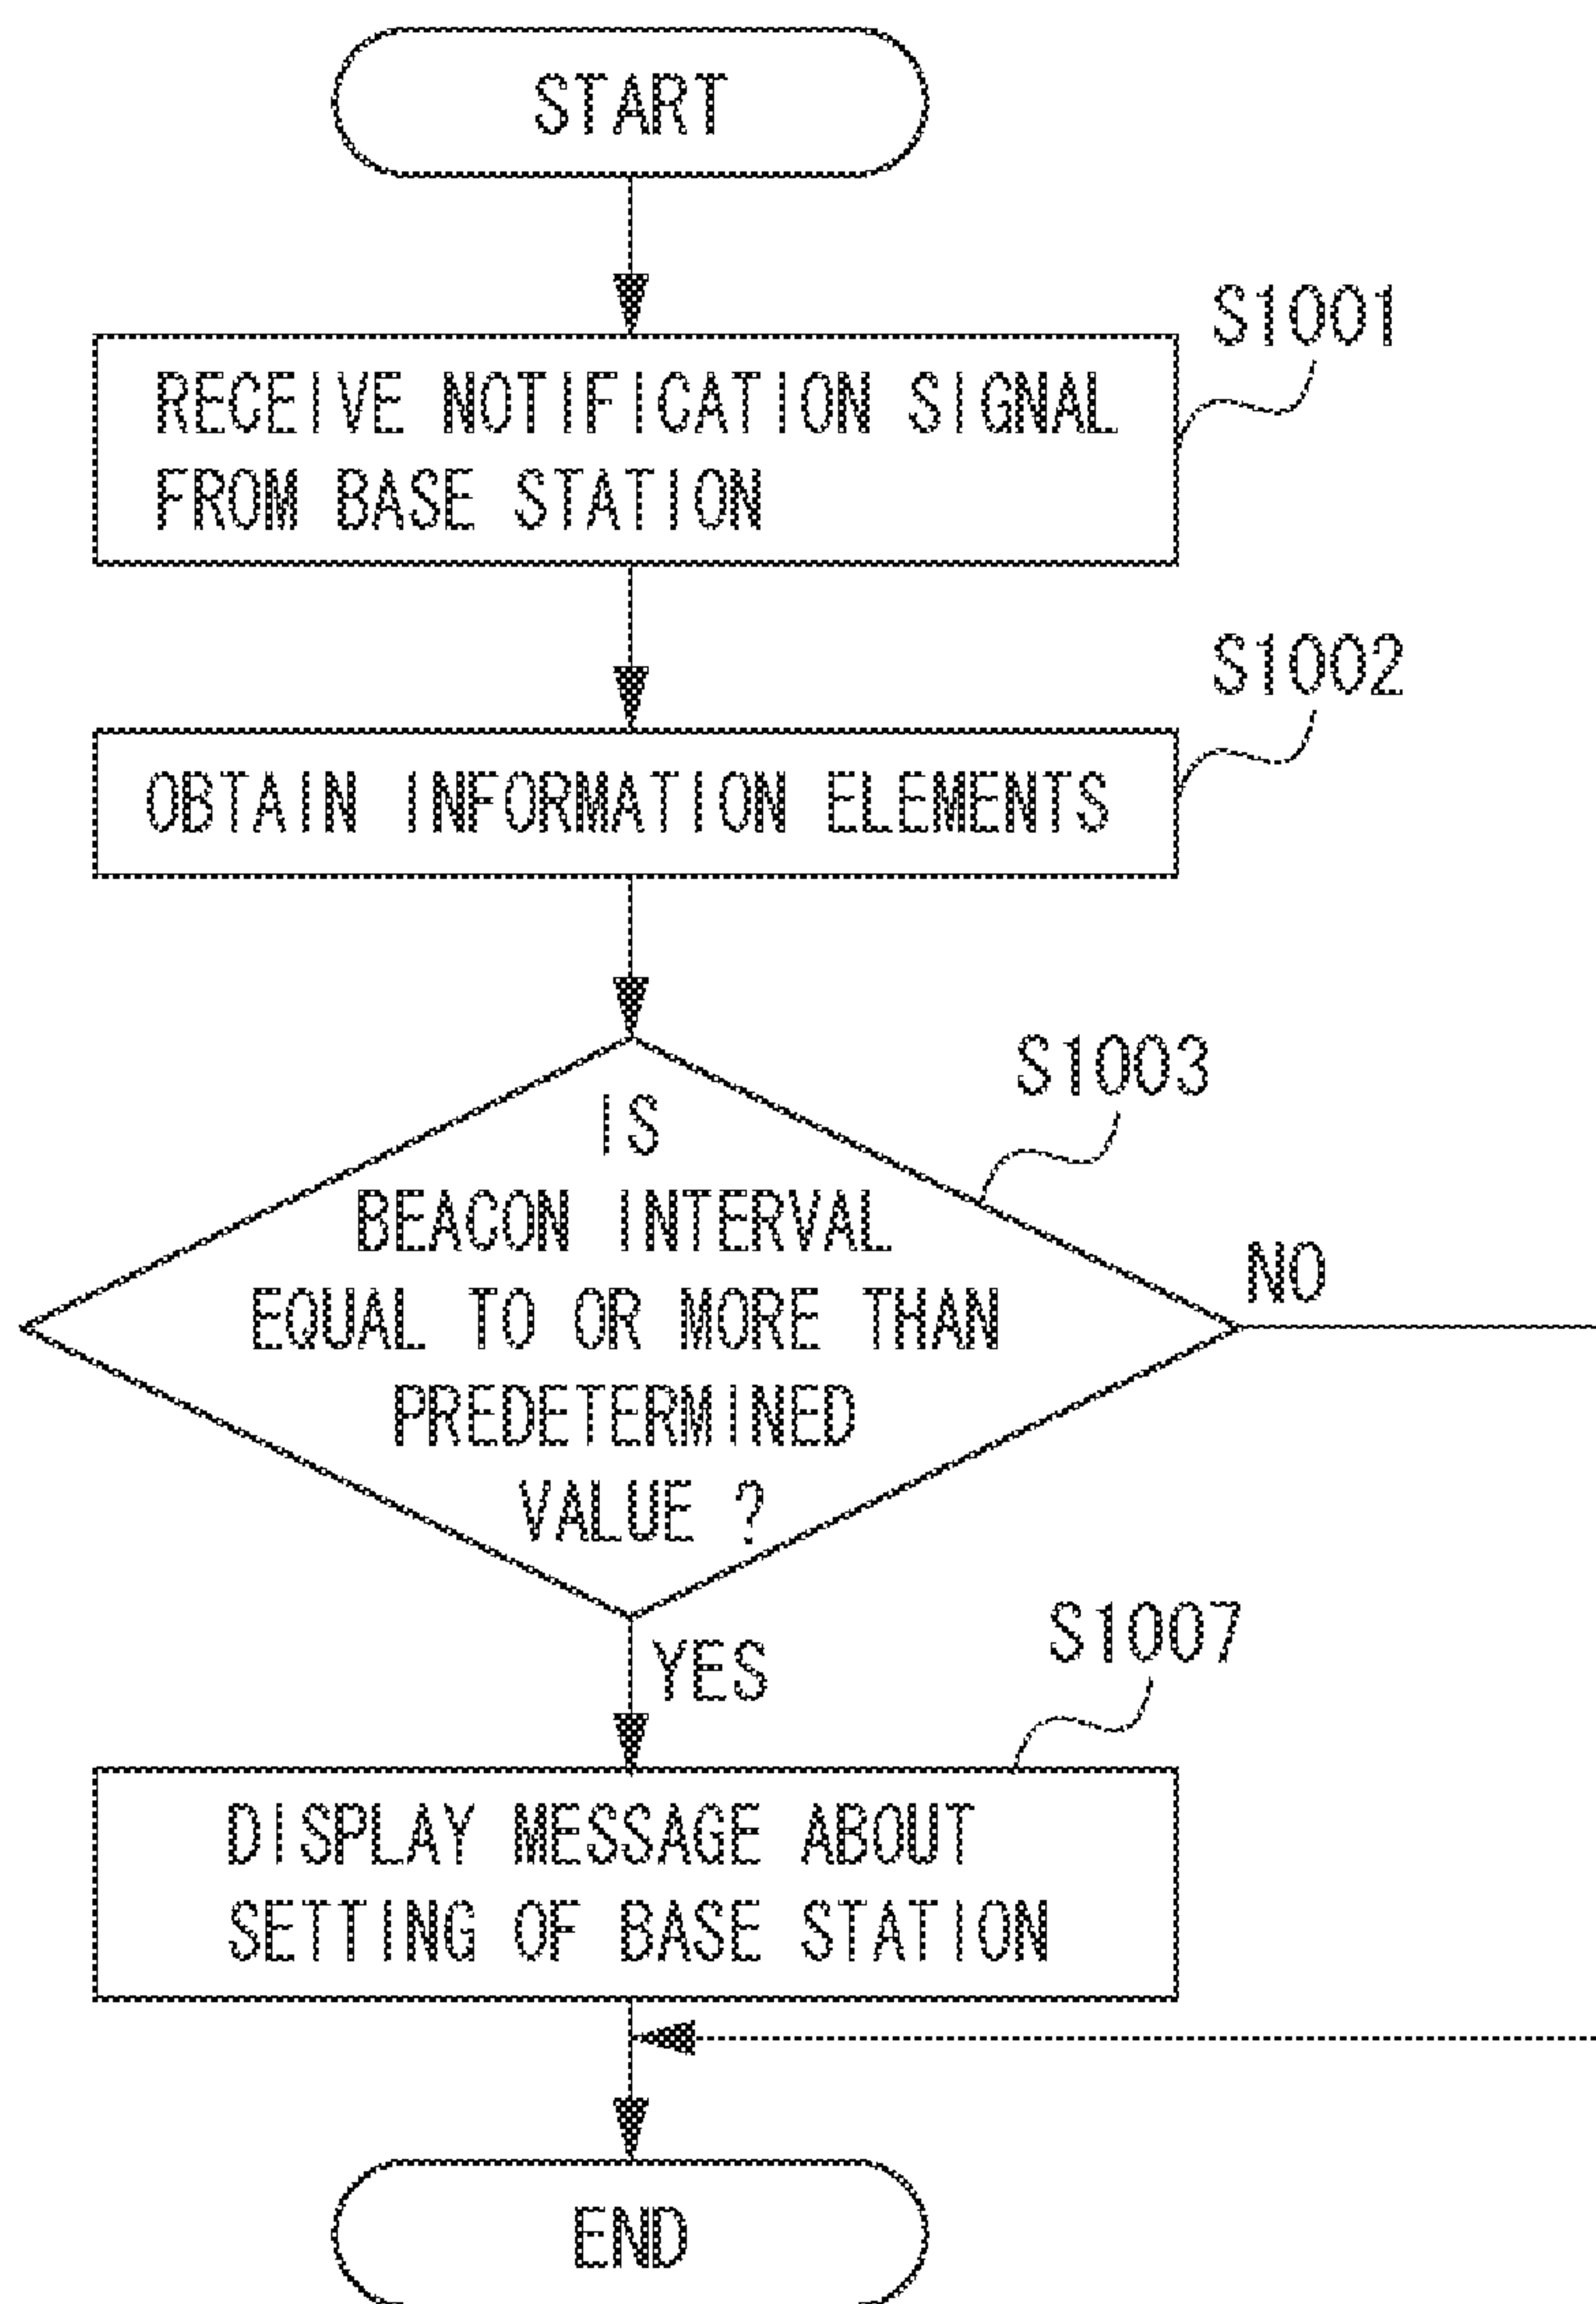 START
S1001
RECEIVE NOTIFICATION SIGNAL
FROM BASE STATION
S1002
OBTAIN INFORMATION ELEMENTS
S1003
IS
BEACON INTERVAL
EQUAL TO OR MORE THAN
PREDETERMINED
VALUE ?
NO
YES
S1007
DISPLAY MESSAGE ABOUT
SETTING OF BASE STATION
END